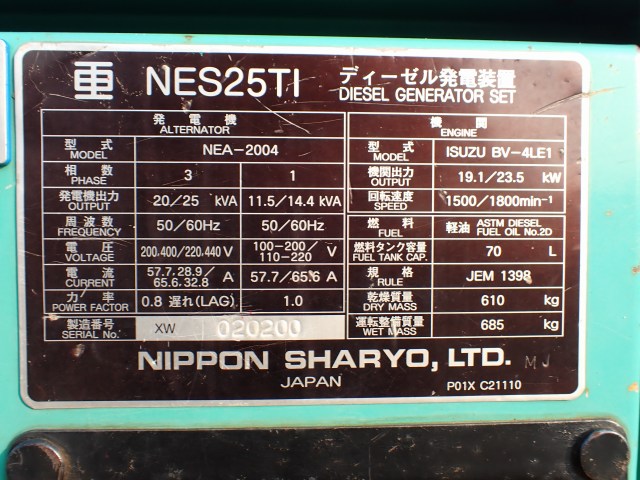 NES25TI ディーゼル発電装置
DIESEL GENERATOR SET
発電機
ALTERNATOR
型式
MODEL
NEA-2004
相数
PHASE
3
1
発電機出力
OUTPUT
20/25 kVA
11.5/14.4 kVA
周波数
FREQUENCY
50/60Hz
50/60Hz
電圧
VOLTAGE
200,400/220,440 V
100-200/
110-220 V
電流
CURRENT
57.7, 28.9/
65.6, 32.8 A
57.7/65.6 A
力率
POWER FACTOR
0.8 遅れ(LAG)
1.0
製造番号
SERIAL No.
XW 020200
機関
ENGINE
型式
MODEL
ISUZU BV-4LE1
機関出力
OUTPUT
19.1/23.5 kW
回転速度
SPEED
1500/1800min⁻¹
燃料
FUEL
軽油 ASTM DIESEL
FUEL OIL No.2D
燃料タンク容量
FUEL TANK CAP.
70 L
規格
RULE
JEM 1398
乾燥質量
DRY MASS
610 kg
運転整備質量
WET MASS
685 kg
NIPPON SHARYO, LTD. MJ
JAPAN
P01X C21110